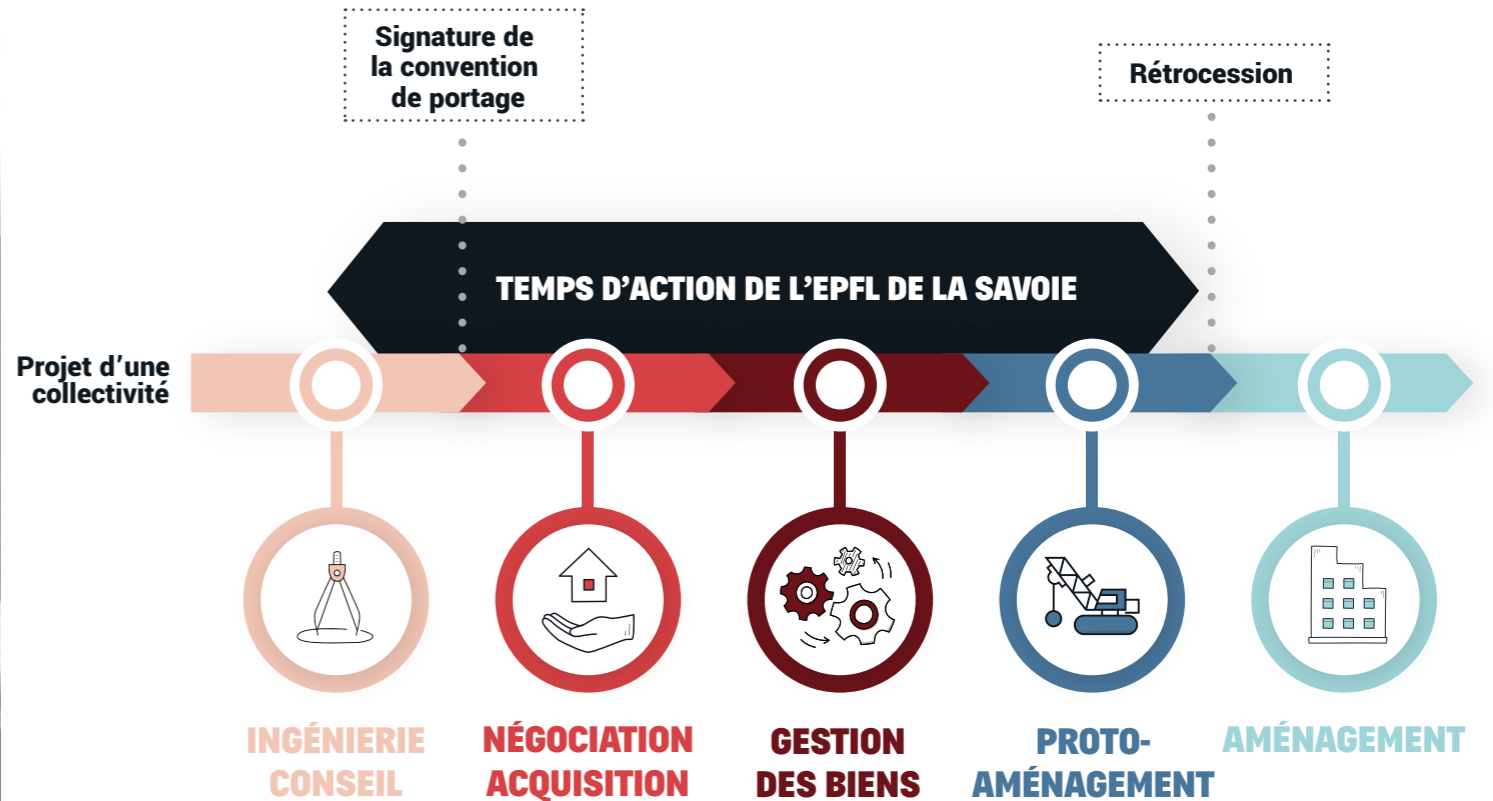 Signature de
la convention
de portage
Rétrocession
TEMPS D’ACTION DE L’EPFL DE LA SAVOIE
Projet d’une
collectivité
INGÉNIERIE
CONSEIL
NÉGOCIATION
ACQUISITION
GESTION
DES BIENS
PROTO-
AMÉNAGEMENT
AMÉNAGEMENT